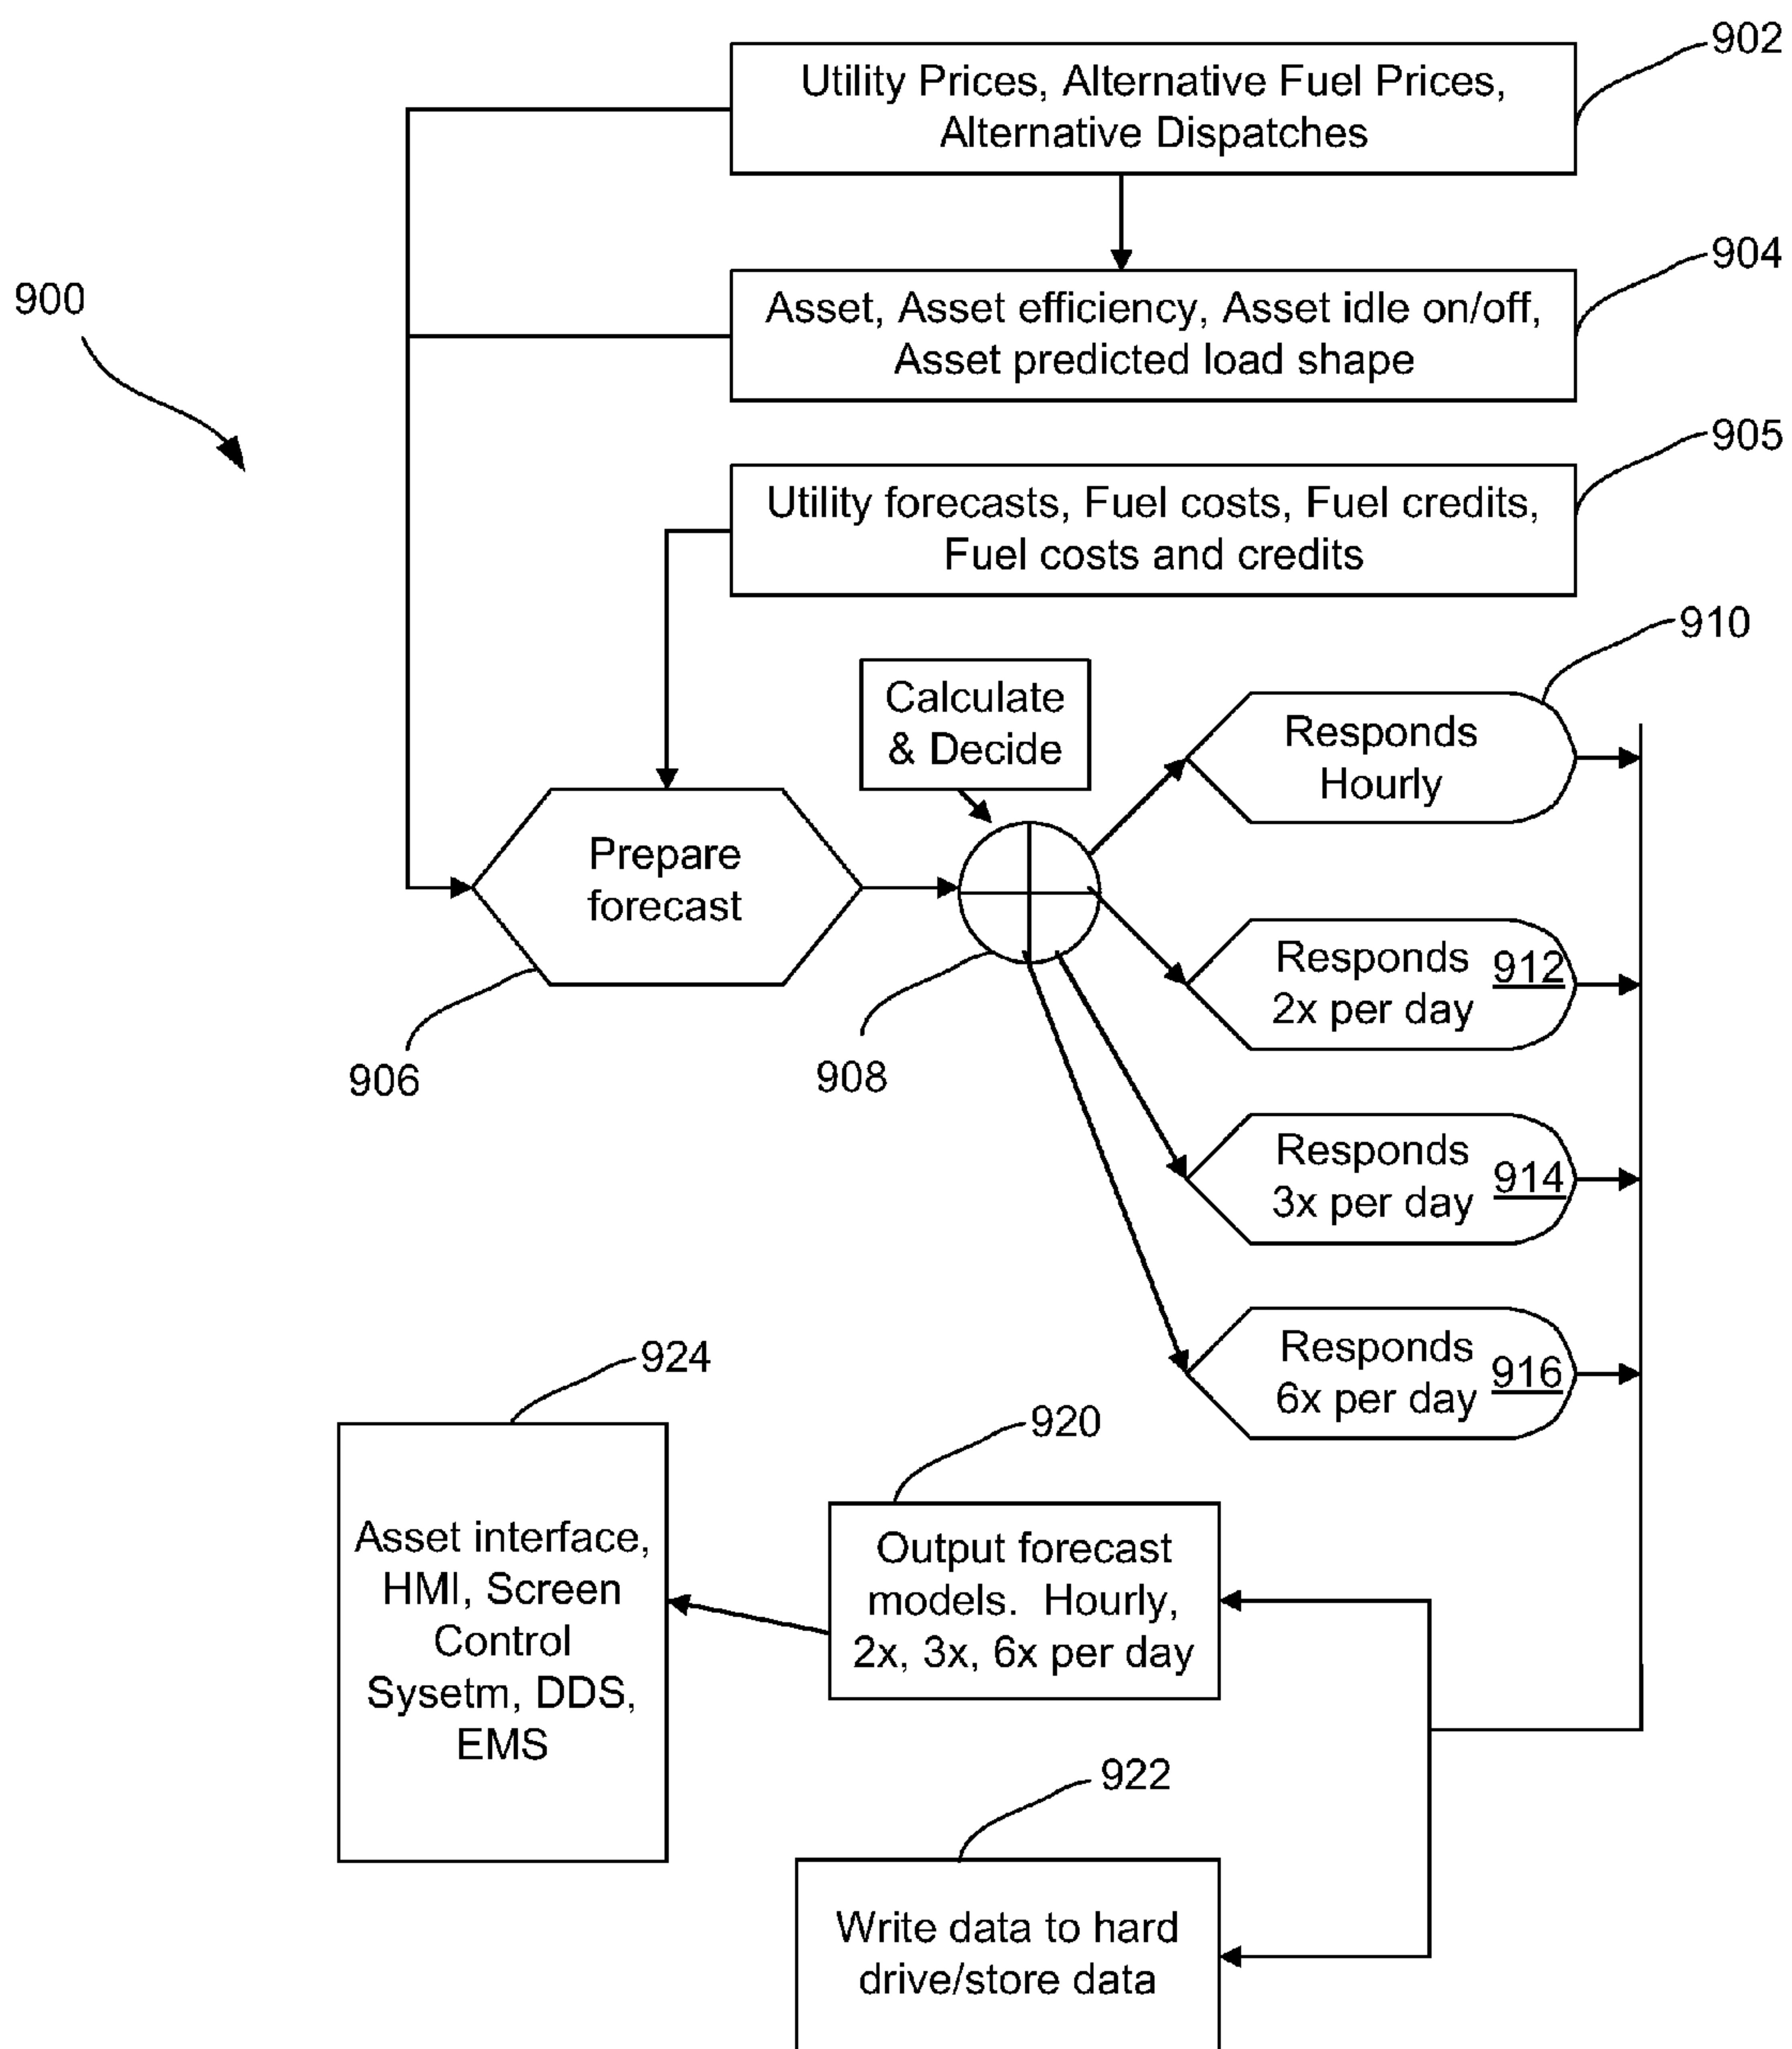 902
Utility Prices, Alternative Fuel Prices,
Alternative Dispatches
904
900
Asset, Asset efficiency, Asset idle on/off,
Asset predicted load shape
905
Utility forecasts, Fuel costs, Fuel credits,
Fuel costs and credits
910
Calculate
& Decide
Responds
Hourly
Prepare
forecast
Responds
2x per day
912
906
908
Responds
3x per day
914
Responds
6x per day
916
924
920
Asset interface,
HMI, Screen
Control
Sysetm, DDS,
EMS
Output forecast
models.  Hourly,
2x, 3x, 6x per day
922
Write data to hard
drive/store data